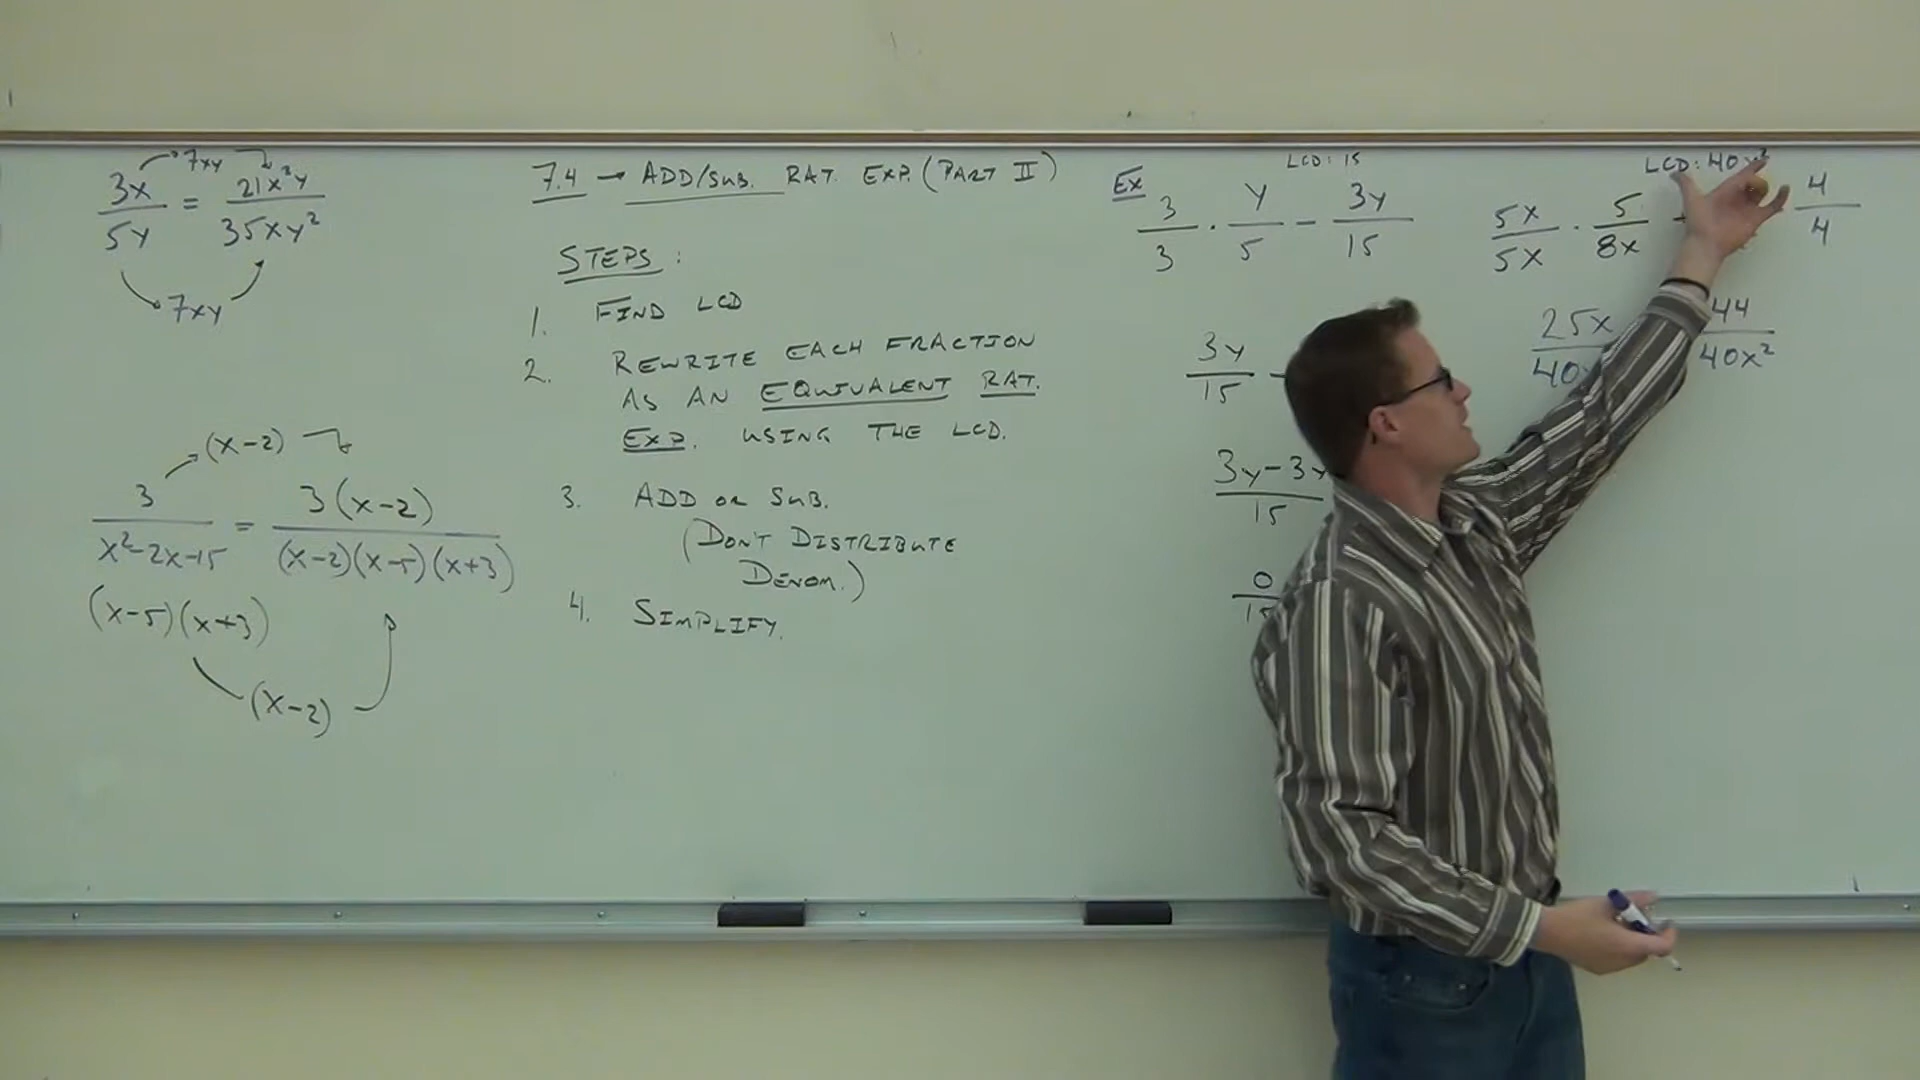 7xy
3x/5y = 21x²y/35xy²
7xy
(x-2)
3/x²-2x-15 = 3(x-2)/(x-2)(x-5)(x+3)
(x-5)(x+3)
(x-2)
7.4 → ADD/SUB. RAT. EXP. (PART II)
STEPS:
1. FIND LCD
2. REWRITE EACH FRACTION
AS AN EQUIVALENT RAT.
EXP. USING THE LCD.
3. ADD OR SUB.
(DON'T DISTRIBUTE
DENOM.)
4. SIMPLIFY.
LCD: 15
EX 3/3 · y/5 - 3y/15
3y/15 -
3y-3y/15
0/15
LCD: 40x²
5x/5x · 5/8x 4/4
25x/40 44/40x²